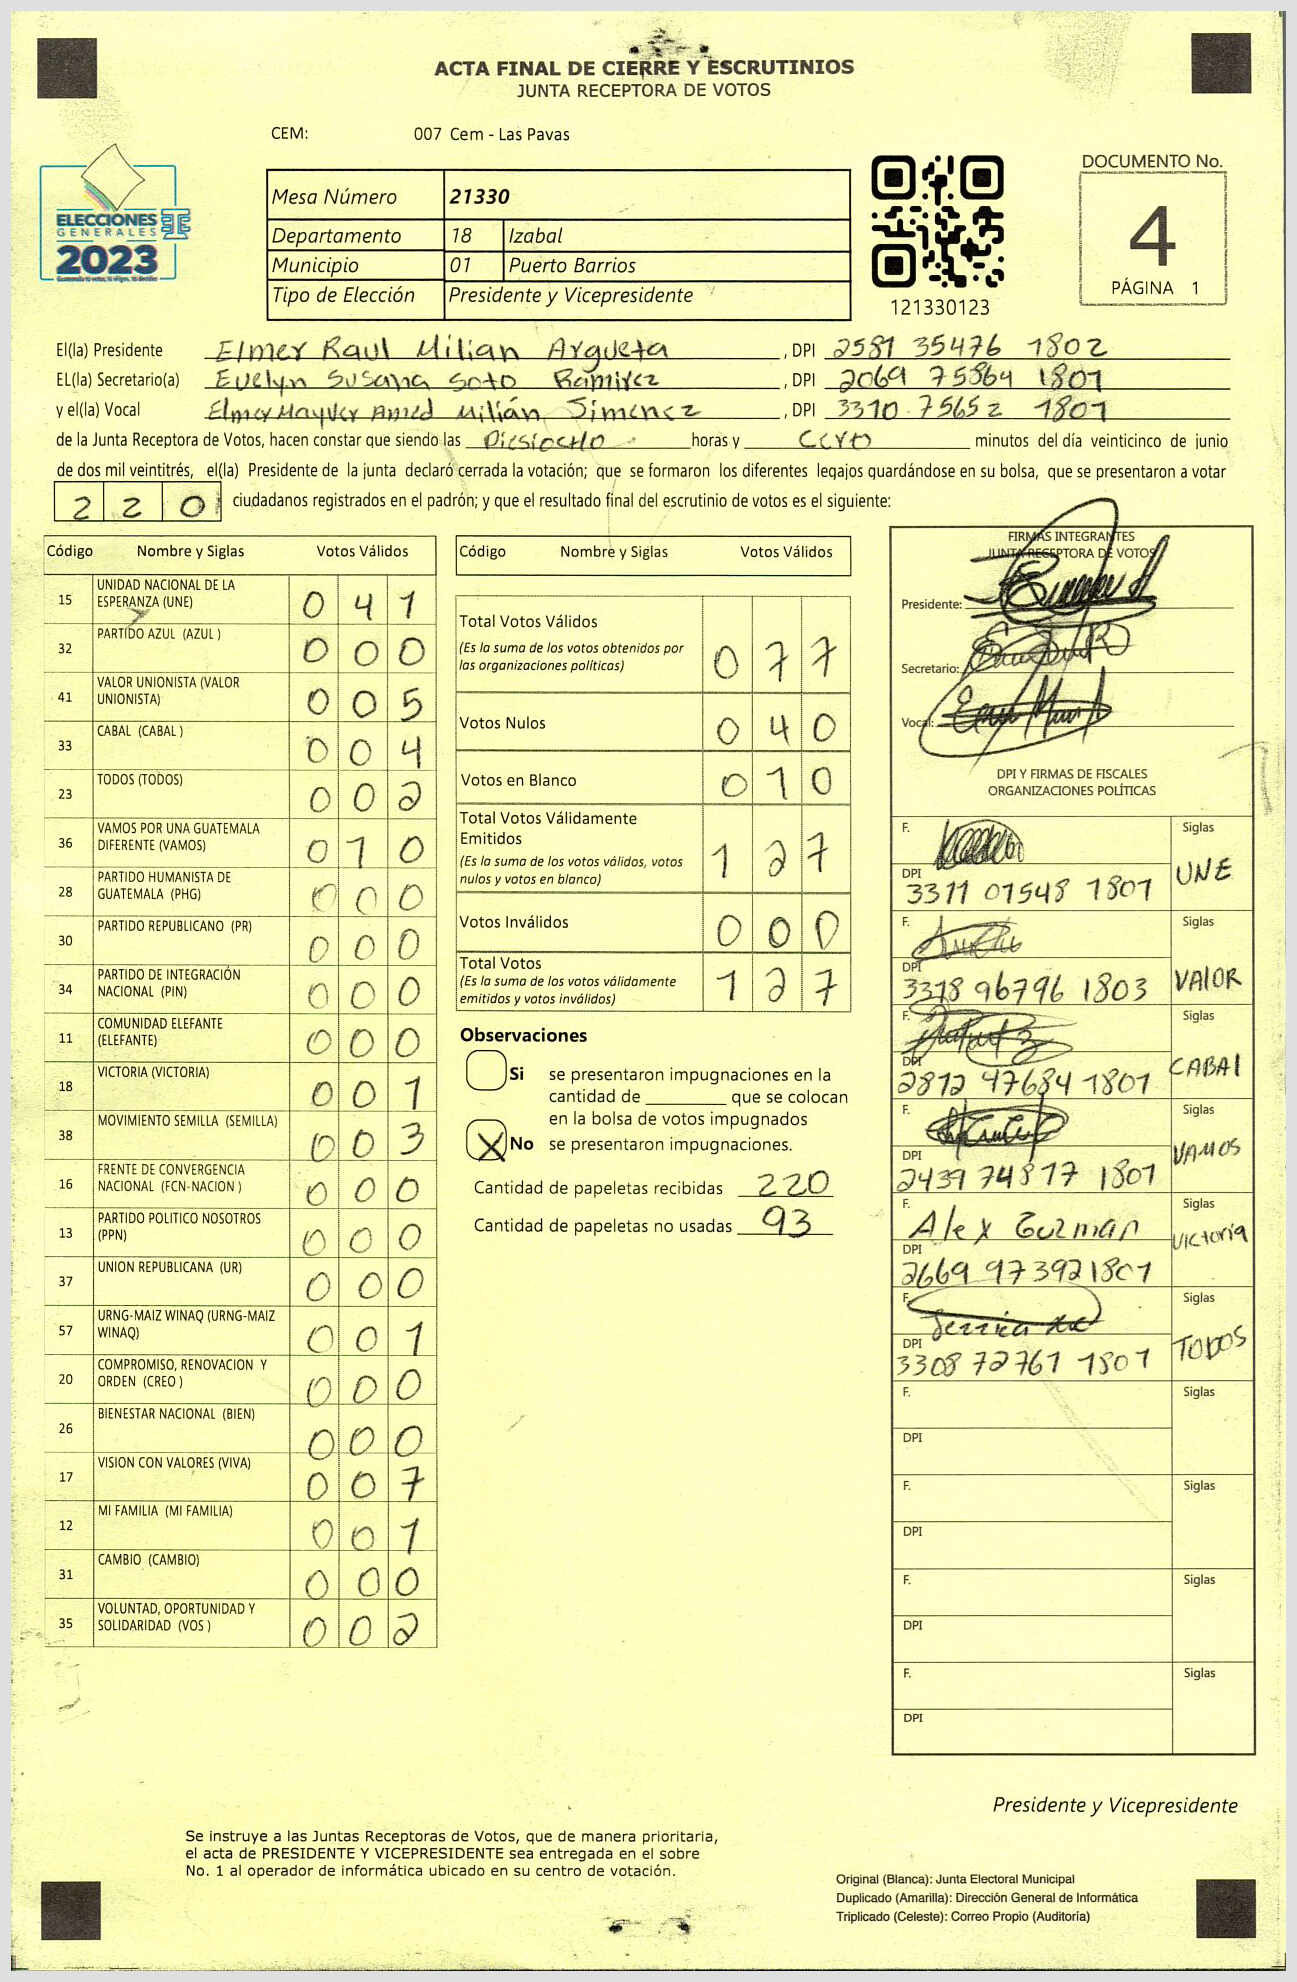 ACTA FINAL DE CIERRE Y ESCRUTINIOS
JUNTA RECEPTORA DE VOTOS
CEM: 007 Cem - Las Pavas
ELECCIONES
GENERALES
2023
Mesa Número 21330
Departamento 18 Izabal
Municipio 01 Puerto Barrios
Tipo de Elección Presidente y Vicepresidente
121330123
DOCUMENTO No.
4
PÁGINA 1
El(la) Presidente Elmer Raul Milian Argueta , DPI 2581 35476 1802
EL(la) Secretario(a) Evelyn Susana Soto Ramirez , DPI 2069 75864 1801
y el(la) Vocal Elmer Mayver Amed Milián Jimenez , DPI 3310 75652 1801
de la Junta Receptora de Votos, hacen constar que siendo las Diesiocho horas y Cero minutos del día veinticinco de junio
de dos mil veintitrés, el(la) Presidente de la junta declaró cerrada la votación; que se formaron los diferentes legajos guardándose en su bolsa, que se presentaron a votar
220 ciudadanos registrados en el padrón; y que el resultado final del escrutinio de votos es el siguiente:
Código Nombre y Siglas Votos Válidos
15 UNIDAD NACIONAL DE LA ESPERANZA (UNE) 0 4 1
32 PARTIDO AZUL (AZUL ) 0 0 0
41 VALOR UNIONISTA (VALOR UNIONISTA) 0 0 5
33 CABAL (CABAL ) 0 0 4
23 TODOS (TODOS) 0 0 2
36 VAMOS POR UNA GUATEMALA DIFERENTE (VAMOS) 0 1 0
28 PARTIDO HUMANISTA DE GUATEMALA (PHG) 0 0 0
30 PARTIDO REPUBLICANO (PR) 0 0 0
34 PARTIDO DE INTEGRACIÓN NACIONAL (PIN) 0 0 0
11 COMUNIDAD ELEFANTE (ELEFANTE) 0 0 0
18 VICTORIA (VICTORIA) 0 0 1
38 MOVIMIENTO SEMILLA (SEMILLA) 0 0 3
16 FRENTE DE CONVERGENCIA NACIONAL (FCN-NACION ) 0 0 0
13 PARTIDO POLITICO NOSOTROS (PPN) 0 0 0
37 UNION REPUBLICANA (UR) 0 0 0
57 URNG-MAIZ WINAQ (URNG-MAIZ WINAQ) 0 0 1
20 COMPROMISO, RENOVACION Y ORDEN (CREO ) 0 0 0
26 BIENESTAR NACIONAL (BIEN) 0 0 0
17 VISION CON VALORES (VIVA) 0 0 7
12 MI FAMILIA (MI FAMILIA) 0 0 1
31 CAMBIO (CAMBIO) 0 0 0
35 VOLUNTAD, OPORTUNIDAD Y SOLIDARIDAD (VOS ) 0 0 2
Código Nombre y Siglas Votos Válidos
Total Votos Válidos
(Es la suma de los votos obtenidos por
las organizaciones políticas) 0 7 7
Votos Nulos 0 4 0
Votos en Blanco 0 1 0
Total Votos Válidamente
Emitidos
(Es la suma de los votos válidos, votos
nulos y votos en blanco) 1 2 7
Votos Inválidos 0 0 0
Total Votos
(Es la suma de los votos válidamente
emitidos y votos inválidos) 1 2 7
Observaciones
Si se presentaron impugnaciones en la
cantidad de ________ que se colocan
en la bolsa de votos impugnados
X No se presentaron impugnaciones.
Cantidad de papeletas recibidas 220
Cantidad de papeletas no usadas 93
FIRMAS INTEGRANTES
JUNTA RECEPTORA DE VOTOS
Presidente:
Secretario:
Vocal:
DPI Y FIRMAS DE FISCALES
ORGANIZACIONES POLÍTICAS
F. Siglas
DPI UNE
3311 01548 1801
F. Siglas
DPI VALOR
3318 96796 1803
F. Siglas
DPI CABAl
2812 47684 1801
F. Siglas
DPI VAMOS
2439 74817 1801
F. Alex Guzman Siglas
DPI Victoria
2669 97392 1801
F. Siglas
DPI TODOS
3308 72761 1801
F. Siglas
DPI
F. Siglas
DPI
F. Siglas
DPI
F. Siglas
DPI
Presidente y Vicepresidente
Se instruye a las Juntas Receptoras de Votos, que de manera prioritaria,
el acta de PRESIDENTE Y VICEPRESIDENTE sea entregada en el sobre
No. 1 al operador de informática ubicado en su centro de votación.
Original (Blanca): Junta Electoral Municipal
Duplicado (Amarilla): Dirección General de Informática
Triplicado (Celeste): Correo Propio (Auditoría)